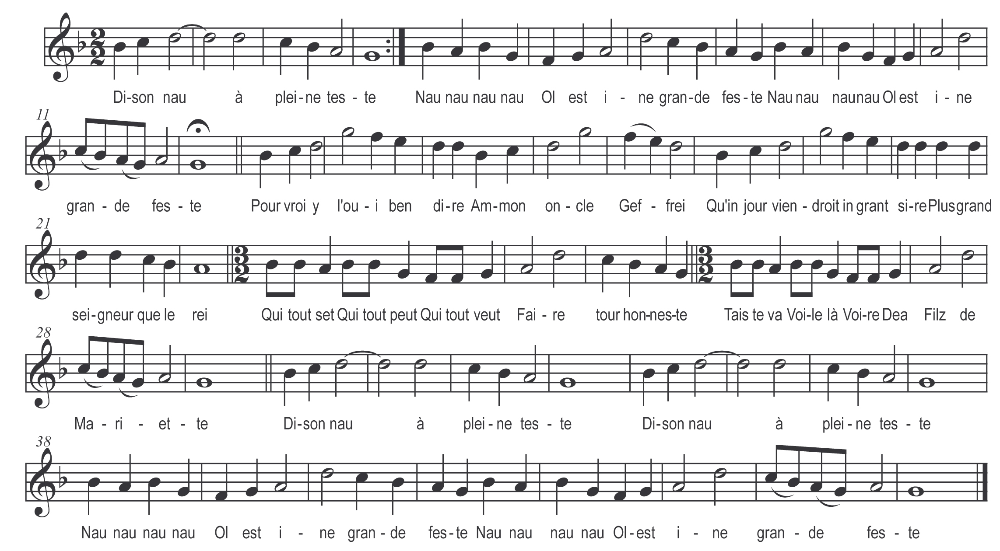 Di-son nau à plei-ne tes - te Nau nau nau nau Ol est i - ne gran-de fes-te Nau nau naunau Ol est i - ne
11
gran - de fes - te Pour vroi y l'ou - i ben di-re Am-mon on - cle Gef - frei Qu'in jour vien - droit in grant si-re Plus grand
21
sei-gneur que le rei Qui tout set Qui tout peut Qui tout veut Fai - re tour hon-nes-te Tais te va Voi-le là Voi-re Dea Filz de
28
Ma - ri - et - te Di-son nau à plei-ne tes - te Di-son nau à plei-ne tes - te
38
Nau nau nau nau Ol est i - ne gran - de fes-te Nau nau nau nau Ol-est i - ne gran - de fes - te